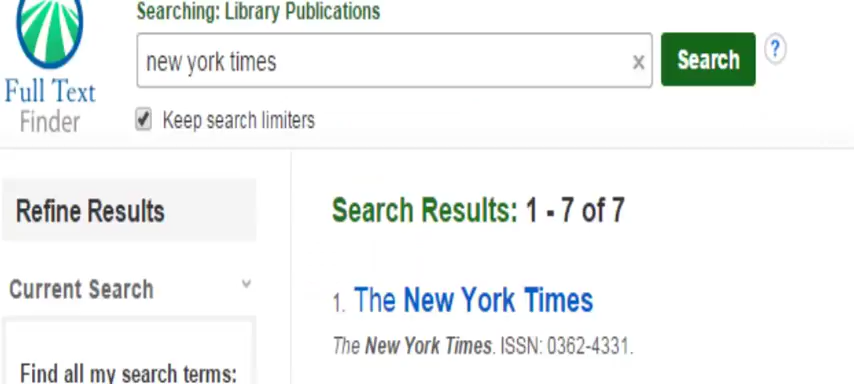 Searching: Library Publications
new york times x Search ?
Full Text
Finder
Keep search limiters
Refine Results
Search Results: 1 - 7 of 7
Current Search
1. The New York Times
The New York Times. ISSN: 0362-4331.
Find all my search terms: